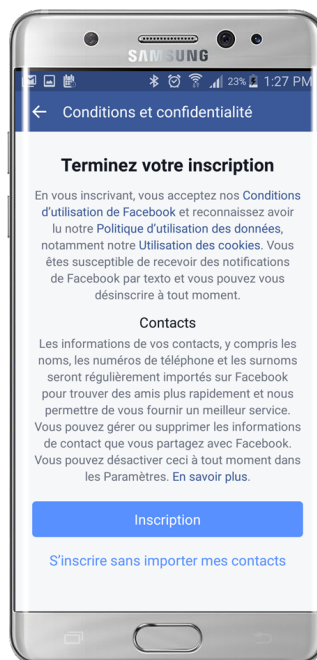 SAMSUNG
23% 1:27 PM
Conditions et confidentialité
Terminez votre inscription
En vous inscrivant, vous acceptez nos Conditions
d'utilisation de Facebook et reconnaissez avoir
lu notre Politique d'utilisation des données,
notamment notre Utilisation des cookies. Vous
êtes susceptible de recevoir des notifications
de Facebook par texto et vous pouvez vous
désinscrire à tout moment.
Contacts
Les informations de vos contacts, y compris les
noms, les numéros de téléphone et les surnoms
seront régulièrement importés sur Facebook
pour trouver des amis plus rapidement et nous
permettre de vous fournir un meilleur service.
Vous pouvez gérer ou supprimer les informations
de contact que vous partagez avec Facebook.
Vous pouvez désactiver ceci à tout moment dans
les Paramètres. En savoir plus.
Inscription
S'inscrire sans importer mes contacts